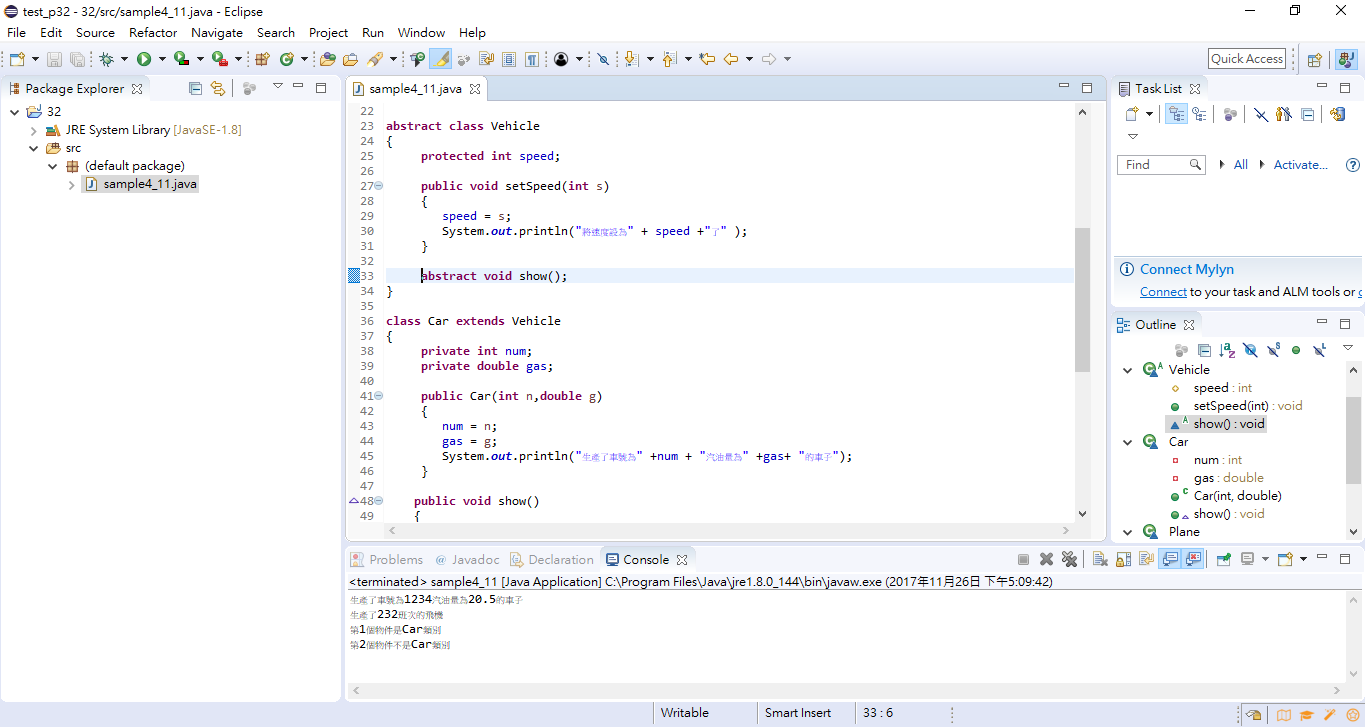 test_p32 - 32/src/sample4_11.java - Eclipse
File Edit Source Refactor Navigate Search Project Run Window Help
Quick Access
Package Explorer
32
JRE System Library [JavaSE-1.8]
src
(default package)
sample4_11.java
sample4_11.java
22
23 abstract class Vehicle
24 {
25 protected int speed;
26
27 public void setSpeed(int s)
28 {
29 speed = s;
30 System.out.println("將速度設為" + speed +"了" );
31 }
32
33 abstract void show();
34 }
35
36 class Car extends Vehicle
37 {
38 private int num;
39 private double gas;
40
41 public Car(int n,double g)
42 {
43 num = n;
44 gas = g;
45 System.out.println("生產了車號為" +num + "汽油量為" +gas+ "的車子");
46 }
47
48 public void show()
49 {
Task List
Find All Activate...
Connect Mylyn
Connect to your task and ALM tools or c
Outline
Vehicle
speed : int
setSpeed(int) : void
show() : void
Car
num : int
gas : double
Car(int, double)
show() : void
Plane
Problems @ Javadoc Declaration Console
<terminated> sample4_11 [Java Application] C:\Program Files\Java\jre1.8.0_144\bin\javaw.exe (2017年11月26日 下午5:09:42)
生產了車號為1234汽油量為20.5的車子
生產了232班次的飛機
第1個物件是Car類別
第2個物件不是Car類別
Writable Smart Insert 33 : 6